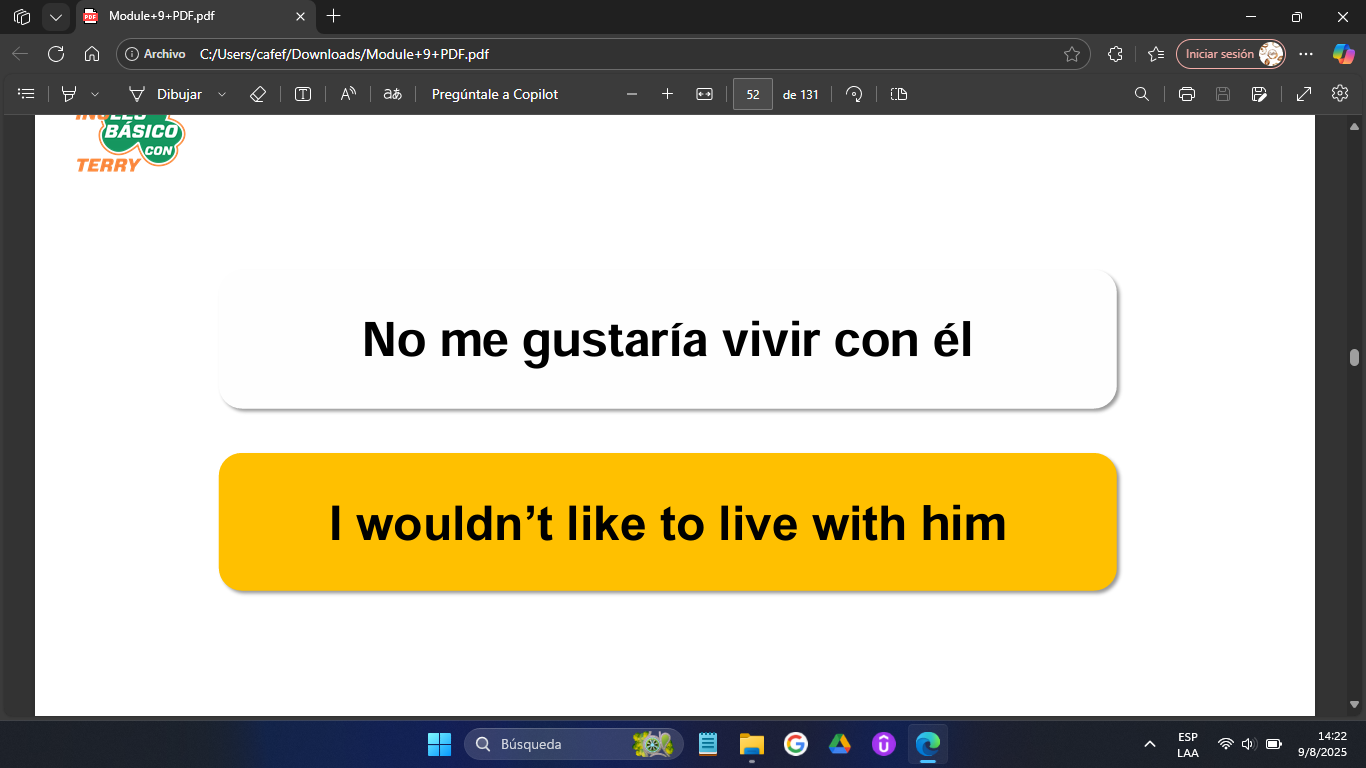 Module+9+PDF.pdf
Archivo C:/Users/cafef/Downloads/Module+9+PDF.pdf Iniciar sesión
Dibujar Pregúntale a Copilot 52 de 131
BÁSICO
CON
TERRY
No me gustaría vivir con él
I wouldn't like to live with him
Búsqueda
ESP
LAA
14:22
9/8/2025